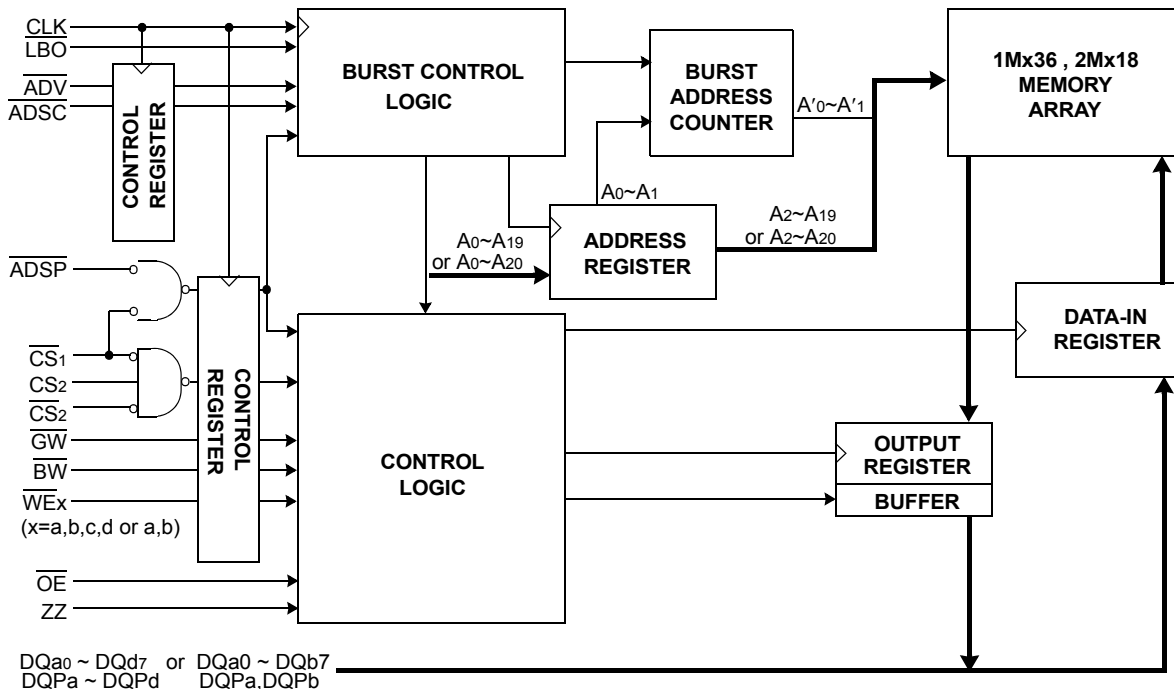 CLK
LBO
ADV
ADSC
CONTROL
REGISTER
BURST CONTROL
LOGIC
BURST
ADDRESS
COUNTER
A′0~A′1
1Mx36 , 2Mx18
MEMORY
ARRAY
A0~A1
A0~A19
or A0~A20
ADDRESS
REGISTER
A2~A19
or A2~A20
ADSP
CS1
CS2
CS2
GW
BW
WEx
(x=a,b,c,d or a,b)
OE
ZZ
CONTROL
REGISTER
CONTROL
LOGIC
DATA-IN
REGISTER
OUTPUT
REGISTER
BUFFER
DQa0 ~ DQd7 or DQa0 ~ DQb7
DQPa ~ DQPd DQPa,DQPb